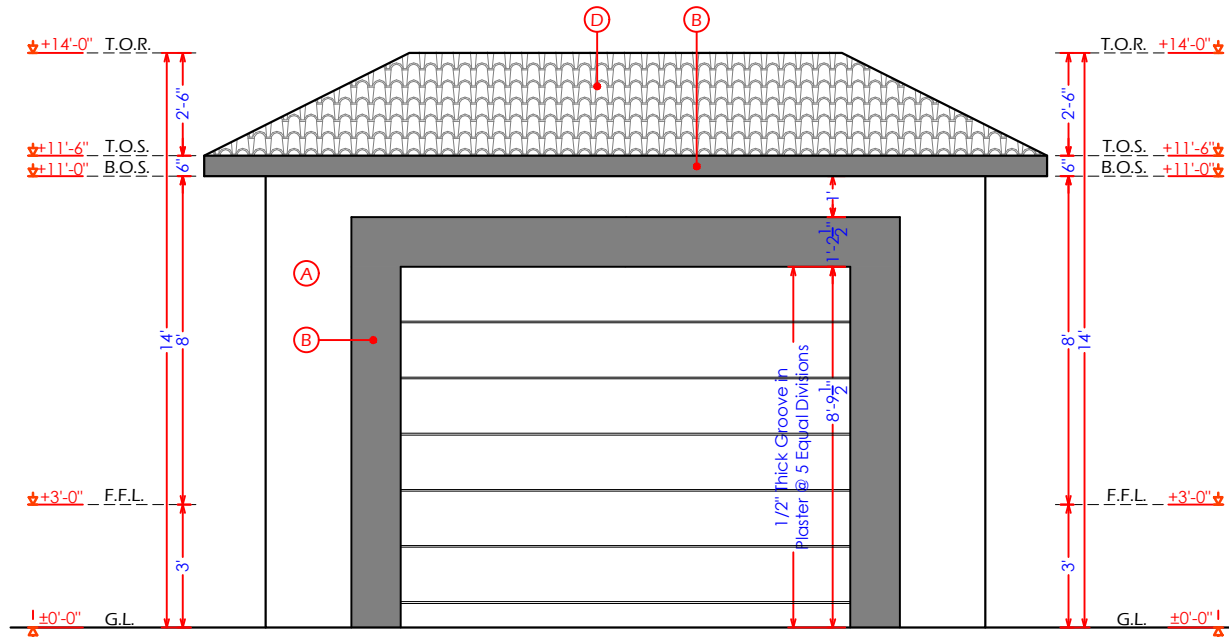 D
B
+14'-0" T.O.R.
T.O.R. +14'-0"
2'-6"
2'-6"
+11'-6" T.O.S.
T.O.S. +11'-6"
6"
6"
+11'-0" B.O.S.
B.O.S. +11'-0"
1'
1'-2 1/2"
A
B
14'
8'
8'
14'
1/2" Thick Groove in
Plaster @ 5 Equal Divisions
8'-9 1/2"
+3'-0" F.F.L.
F.F.L. +3'-0"
3'
3'
±0'-0" G.L.
G.L. ±0'-0"